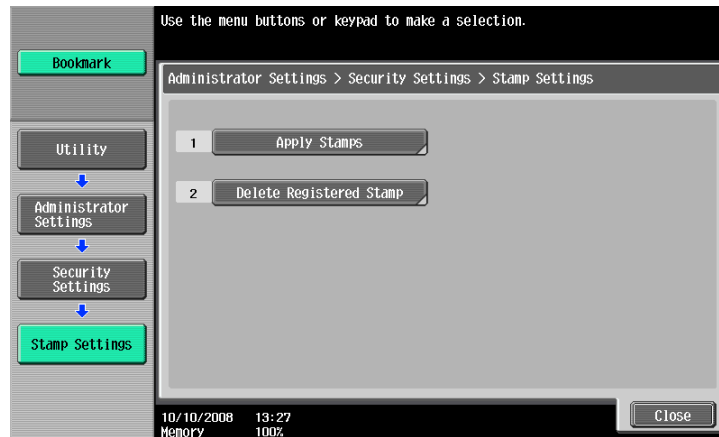 Use the menu buttons or keypad to make a selection.
Bookmark
Administrator Settings > Security Settings > Stamp Settings
1 Apply Stamps
2 Delete Registered Stamp
Utility
Administrator
Settings
Security
Settings
Stamp Settings
10/10/2008 13:27
Memory 100%
Close